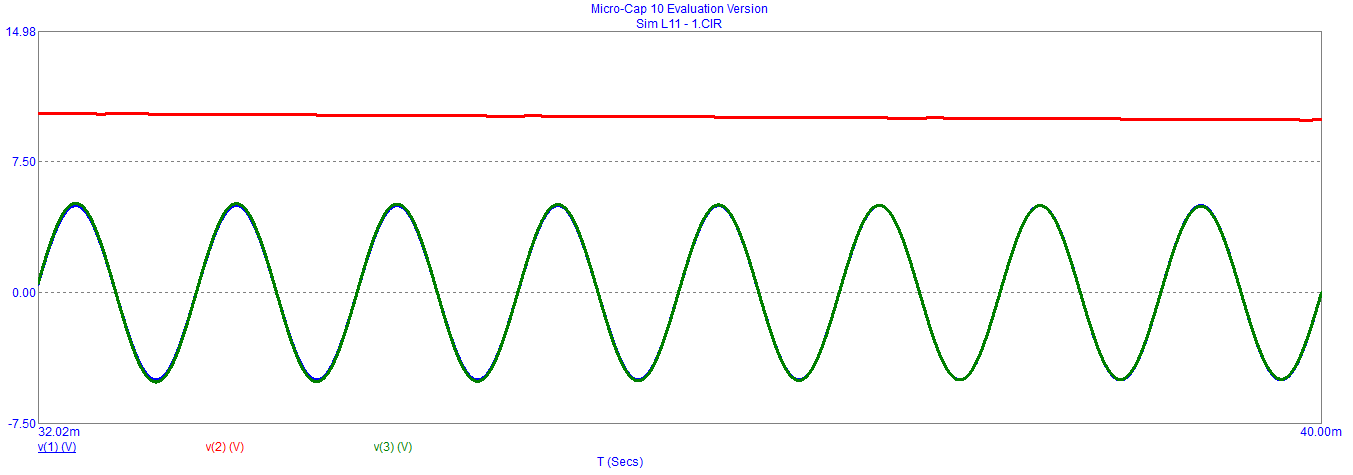 Micro-Cap 10 Evaluation Version
Sim L11 - 1.CIR
14.98
7.50
0.00
-7.50
32.02m 40.00m
v(1) (V) v(2) (V) v(3) (V)
T (Secs)